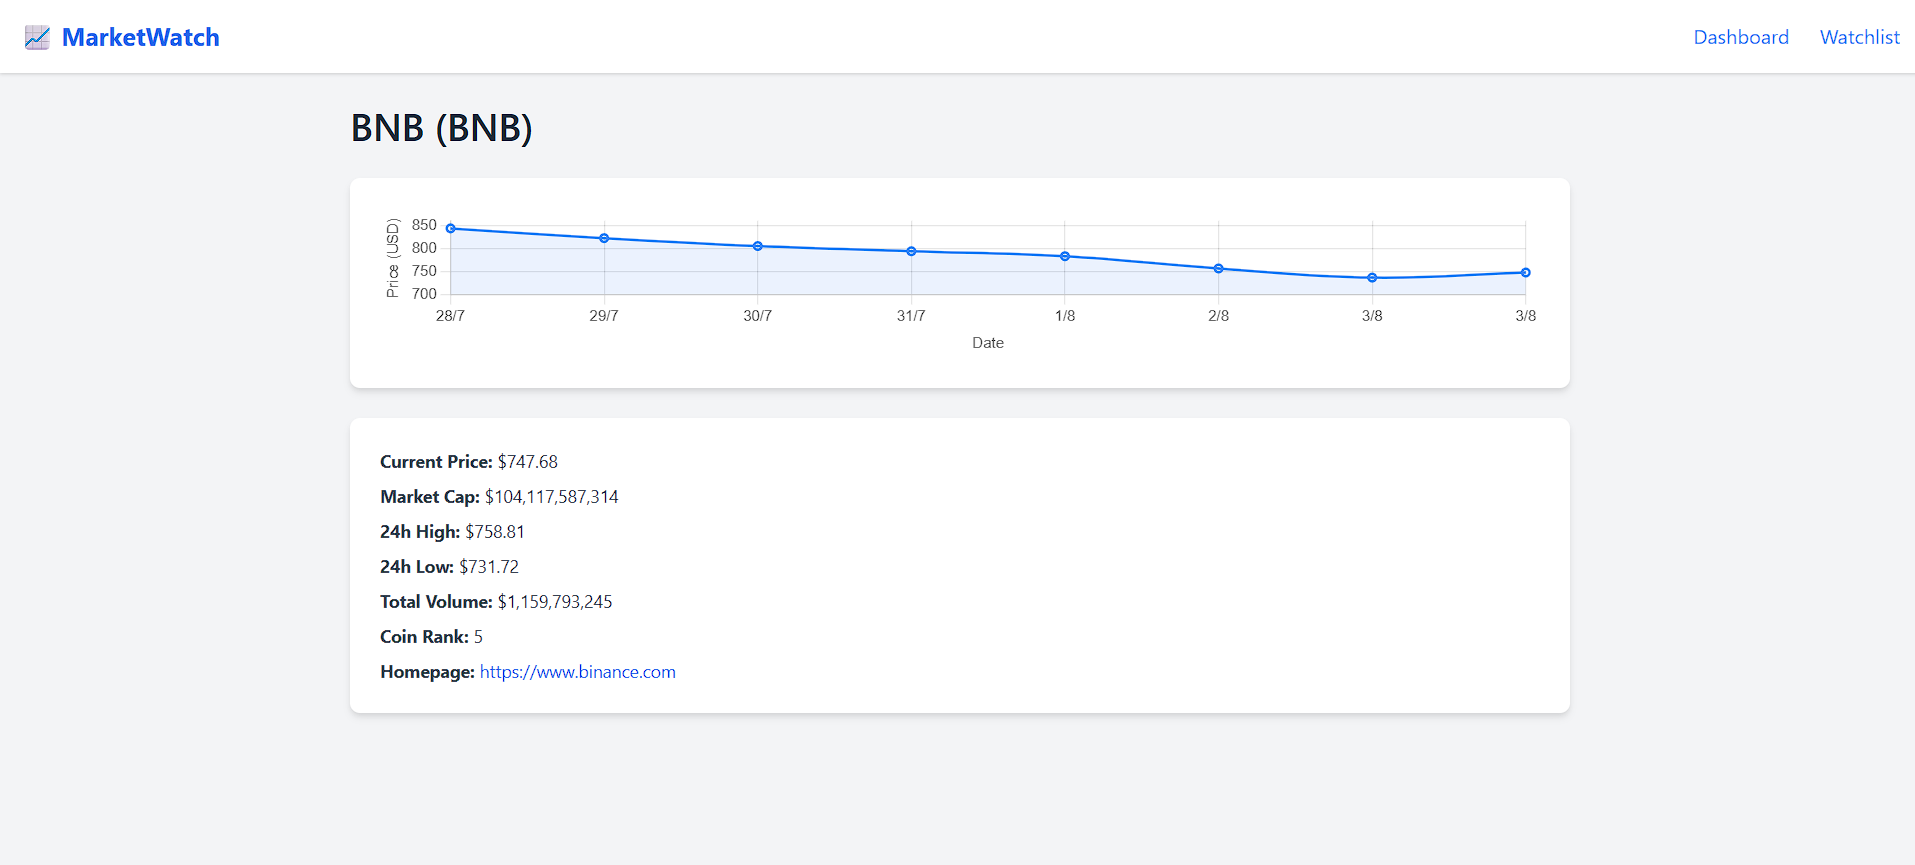 MarketWatch
Dashboard Watchlist
BNB (BNB)
Price (USD)
850
800
750
700
28/7 29/7 30/7 31/7 1/8 2/8 3/8 3/8
Date
Current Price: $747.68
Market Cap: $104,117,587,314
24h High: $758.81
24h Low: $731.72
Total Volume: $1,159,793,245
Coin Rank: 5
Homepage: https://www.binance.com